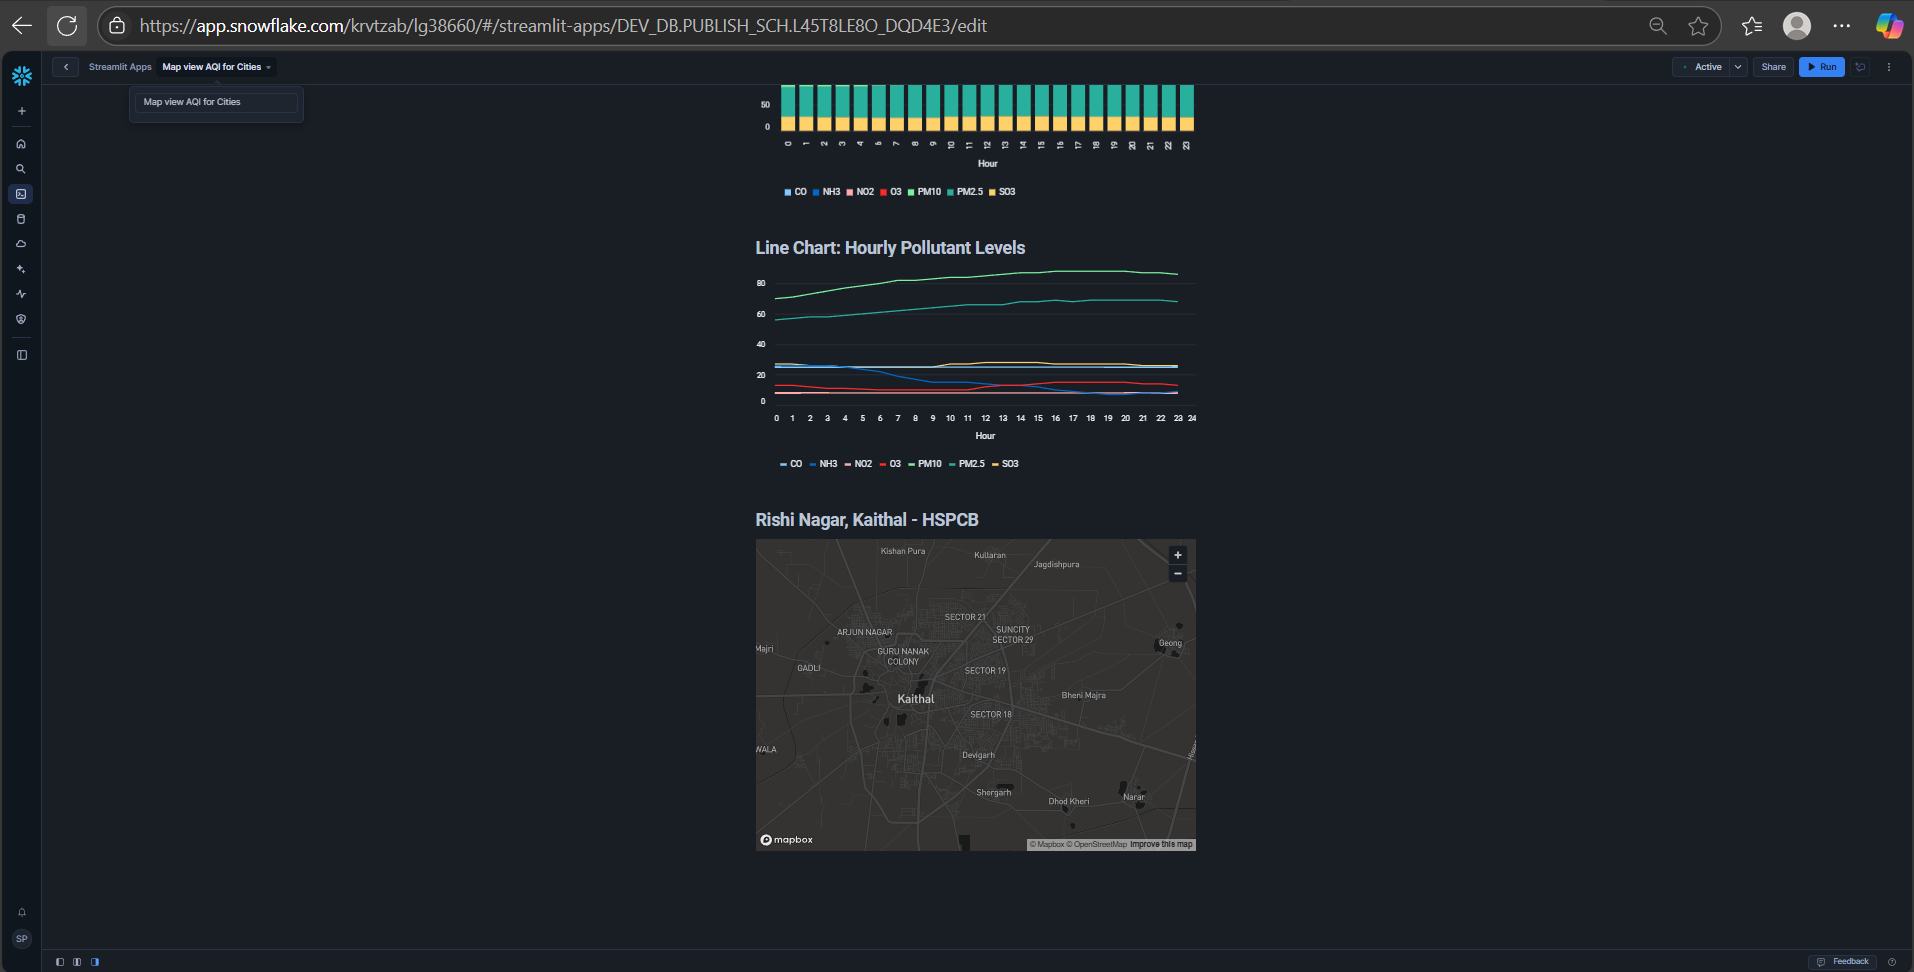 https://app.snowflake.com/krvtzab/lg38660/#/streamlit-apps/DEV_DB.PUBLISH_SCH.L45T8LE8O_DQD4E3/edit
Streamlit Apps Map view AQI for Cities
Active Share Run
Map view AQI for Cities
50
0
0 1 2 3 4 6 7 8 9 10 11 12 13 14 15 16 17 18 19 20 21 22 23
Hour
CO NH3 NO2 O3 PM10 PM2.5 SO3
Line Chart: Hourly Pollutant Levels
80
60
40
20
0
0 1 2 3 4 5 6 7 8 9 10 11 12 13 14 15 16 17 18 19 20 21 22 23 24
Hour
CO NH3 NO2 O3 PM10 PM2.5 SO3
Rishi Nagar, Kaithal - HSPCB
Kishan Pura
Kullaran
Jagdishpura
+
−
SECTOR 21
ARJUN NAGAR
SUNCITY
SECTOR 29
Geong
Majri
GURU NANAK
COLONY
GADLI
SECTOR 19
Kaithal
Bheni Majra
SECTOR 18
WALA
Devigarh
Shergarh
Dhod Kheri
Narar
mapbox
© Mapbox © OpenStreetMap Improve this map
SP
Feedback